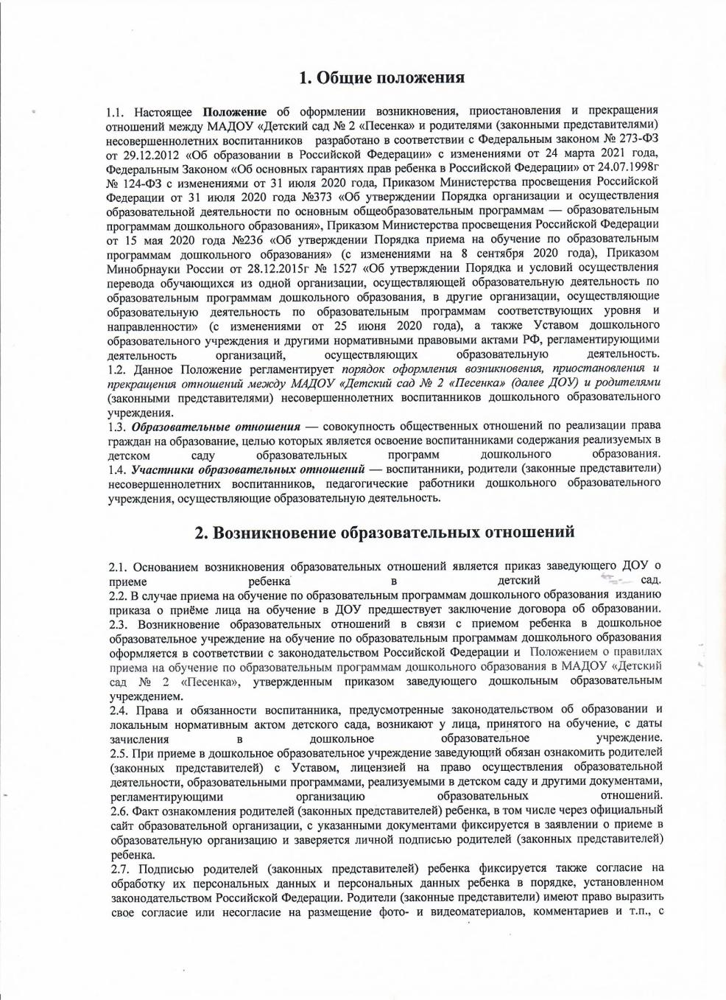 1. Общие положения
1.1. Настоящее Положение об оформлении возникновения, приостановления и прекращения
отношений между МАДОУ «Детский сад № 2 «Песенка» и родителями (законными представителями)
несовершеннолетних воспитанников разработано в соответствии с Федеральным законом № 273-ФЗ
от 29.12.2012 «Об образовании в Российской Федерации» с изменениями от 24 марта 2021 года,
Федеральным Законом «Об основных гарантиях прав ребенка в Российской Федерации» от 24.07.1998г
№ 124-ФЗ с изменениями от 31 июля 2020 года, Приказом Министерства просвещения Российской
Федерации от 31 июля 2020 года №373 «Об утверждении Порядка организации и осуществления
образовательной деятельности по основным общеобразовательным программам — образовательным
программам дошкольного образования», Приказом Министерства просвещения Российской Федерации
от 15 мая 2020 года №236 «Об утверждении Порядка приема на обучение по образовательным
программам дошкольного образования» (с изменениями на 8 сентября 2020 года), Приказом
Минобрнауки России от 28.12.2015г № 1527 «Об утверждении Порядка и условий осуществления
перевода обучающихся из одной организации, осуществляющей образовательную деятельность по
образовательным программам дошкольного образования, в другие организации, осуществляющие
образовательную деятельность по образовательным программам соответствующих уровня и
направленности» (с изменениями от 25 июня 2020 года), а также Уставом дошкольного
образовательного учреждения и другими нормативными правовыми актами РФ, регламентирующими
деятельность организаций, осуществляющих образовательную деятельность.
1.2. Данное Положение регламентирует порядок оформления возникновения, приостановления и
прекращения отношений между МАДОУ «Детский сад № 2 «Песенка» (далее ДОУ) и родителями
(законными представителями) несовершеннолетних воспитанников дошкольного образовательного
учреждения.
1.3. Образовательные отношения — совокупность общественных отношений по реализации права
граждан на образование, целью которых является освоение воспитанниками содержания реализуемых в
детском саду образовательных программ дошкольного образования.
1.4. Участники образовательных отношений — воспитанники, родители (законные представители)
несовершеннолетних воспитанников, педагогические работники дошкольного образовательного
учреждения, осуществляющие образовательную деятельность.
2. Возникновение образовательных отношений
2.1. Основанием возникновения образовательных отношений является приказ заведующего ДОУ о
приеме ребенка в детский сад.
2.2. В случае приема на обучение по образовательным программам дошкольного образования изданию
приказа о приёме лица на обучение в ДОУ предшествует заключение договора об образовании.
2.3. Возникновение образовательных отношений в связи с приемом ребенка в дошкольное
образовательное учреждение на обучение по образовательным программам дошкольного образования
оформляется в соответствии с законодательством Российской Федерации и Положением о правилах
приема на обучение по образовательным программам дошкольного образования в МАДОУ «Детский
сад № 2 «Песенка», утвержденным приказом заведующего дошкольным образовательным
учреждением.
2.4. Права и обязанности воспитанника, предусмотренные законодательством об образовании и
локальным нормативным актом детского сада, возникают у лица, принятого на обучение, с даты
зачисления в дошкольное образовательное учреждение.
2.5. При приеме в дошкольное образовательное учреждение заведующий обязан ознакомить родителей
(законных представителей) с Уставом, лицензией на право осуществления образовательной
деятельности, образовательными программами, реализуемыми в детском саду и другими документами,
регламентирующими организацию образовательных отношений.
2.6. Факт ознакомления родителей (законных представителей) ребенка, в том числе через официальный
сайт образовательной организации, с указанными документами фиксируется в заявлении о приеме в
образовательную организацию и заверяется личной подписью родителей (законных представителей)
ребенка.
2.7. Подписью родителей (законных представителей) ребенка фиксируется также согласие на
обработку их персональных данных и персональных данных ребенка в порядке, установленном
законодательством Российской Федерации. Родители (законные представители) имеют право выразить
свое согласие или несогласие на размещение фото- и видеоматериалов, комментариев и т.п., с